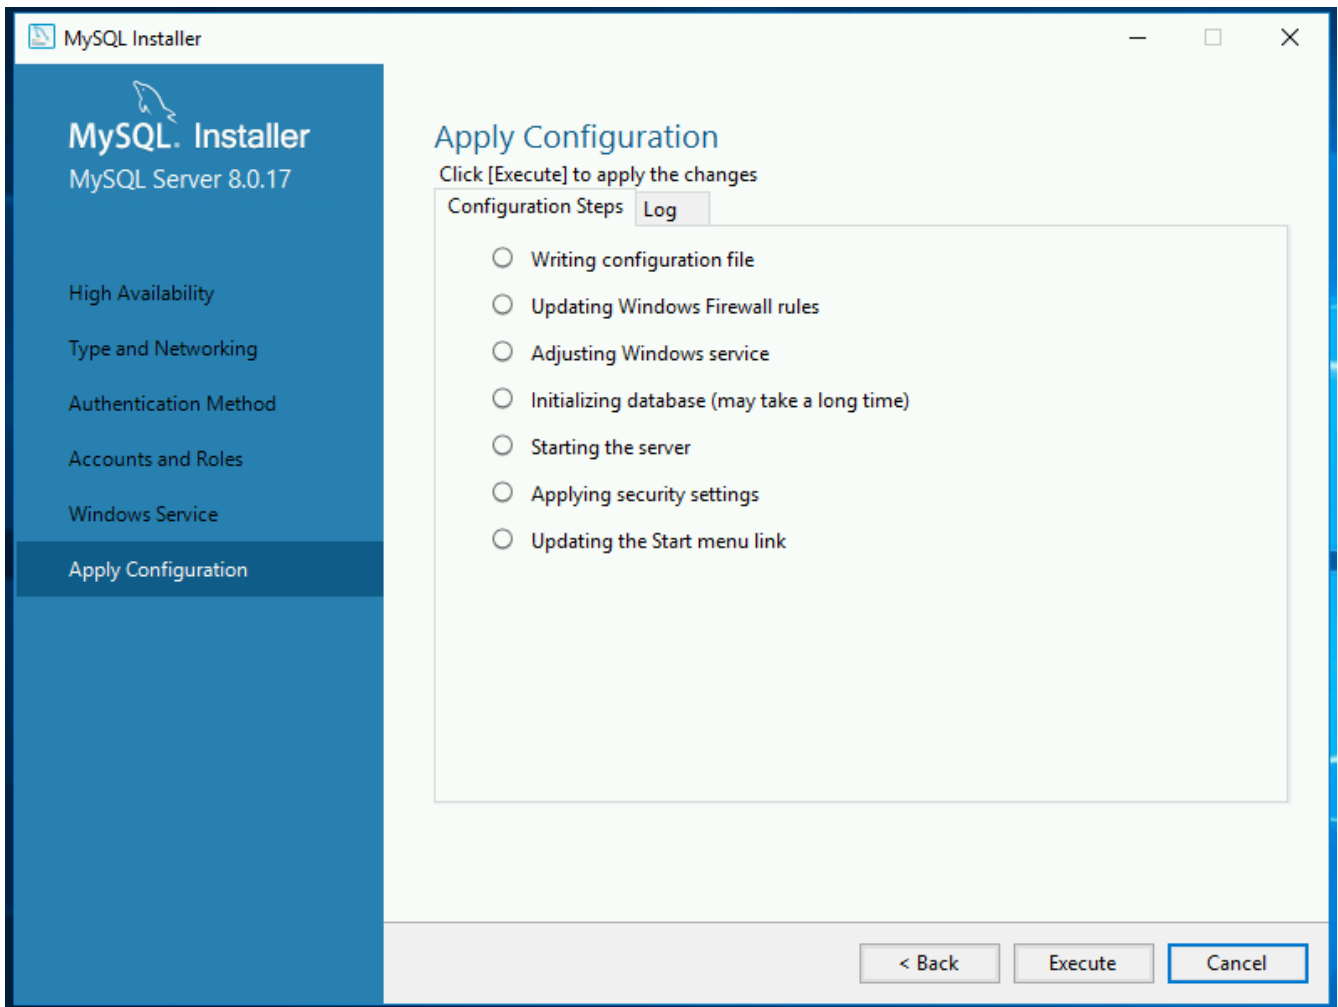 MySQL Installer
MySQL. Installer
MySQL Server 8.0.17
High Availability
Type and Networking
Authentication Method
Accounts and Roles
Windows Service
Apply Configuration
Apply Configuration
Click [Execute] to apply the changes
Configuration Steps Log
Writing configuration file
Updating Windows Firewall rules
Adjusting Windows service
Initializing database (may take a long time)
Starting the server
Applying security settings
Updating the Start menu link
< Back Execute Cancel